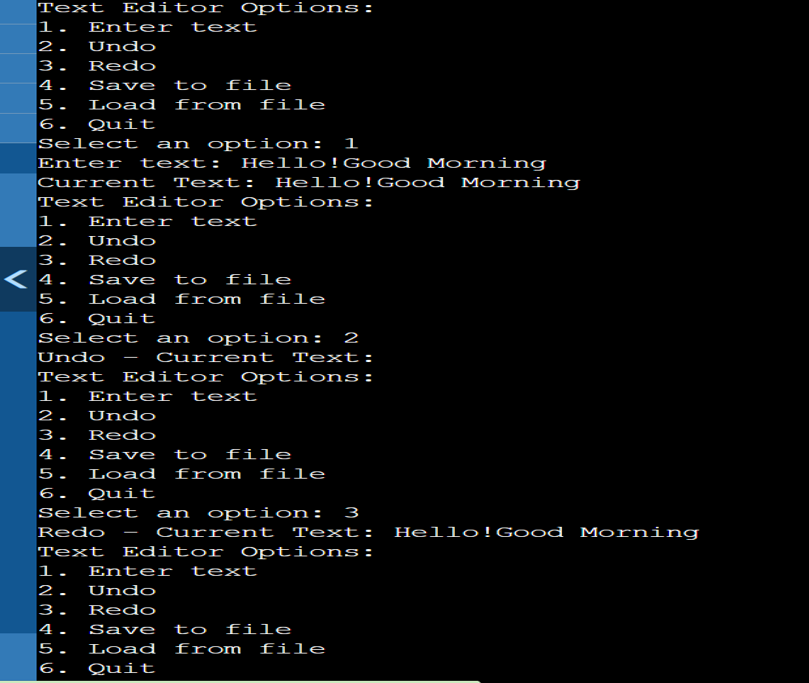 Text Editor Options:
1. Enter text
2. Undo
3. Redo
4. Save to file
5. Load from file
6. Quit
Select an option: 1
Enter text: Hello!Good Morning
Current Text: Hello!Good Morning
Text Editor Options:
1. Enter text
2. Undo
3. Redo
4. Save to file
5. Load from file
6. Quit
Select an option: 2
Undo - Current Text:
Text Editor Options:
1. Enter text
2. Undo
3. Redo
4. Save to file
5. Load from file
6. Quit
Select an option: 3
Redo - Current Text: Hello!Good Morning
Text Editor Options:
1. Enter text
2. Undo
3. Redo
4. Save to file
5. Load from file
6. Quit